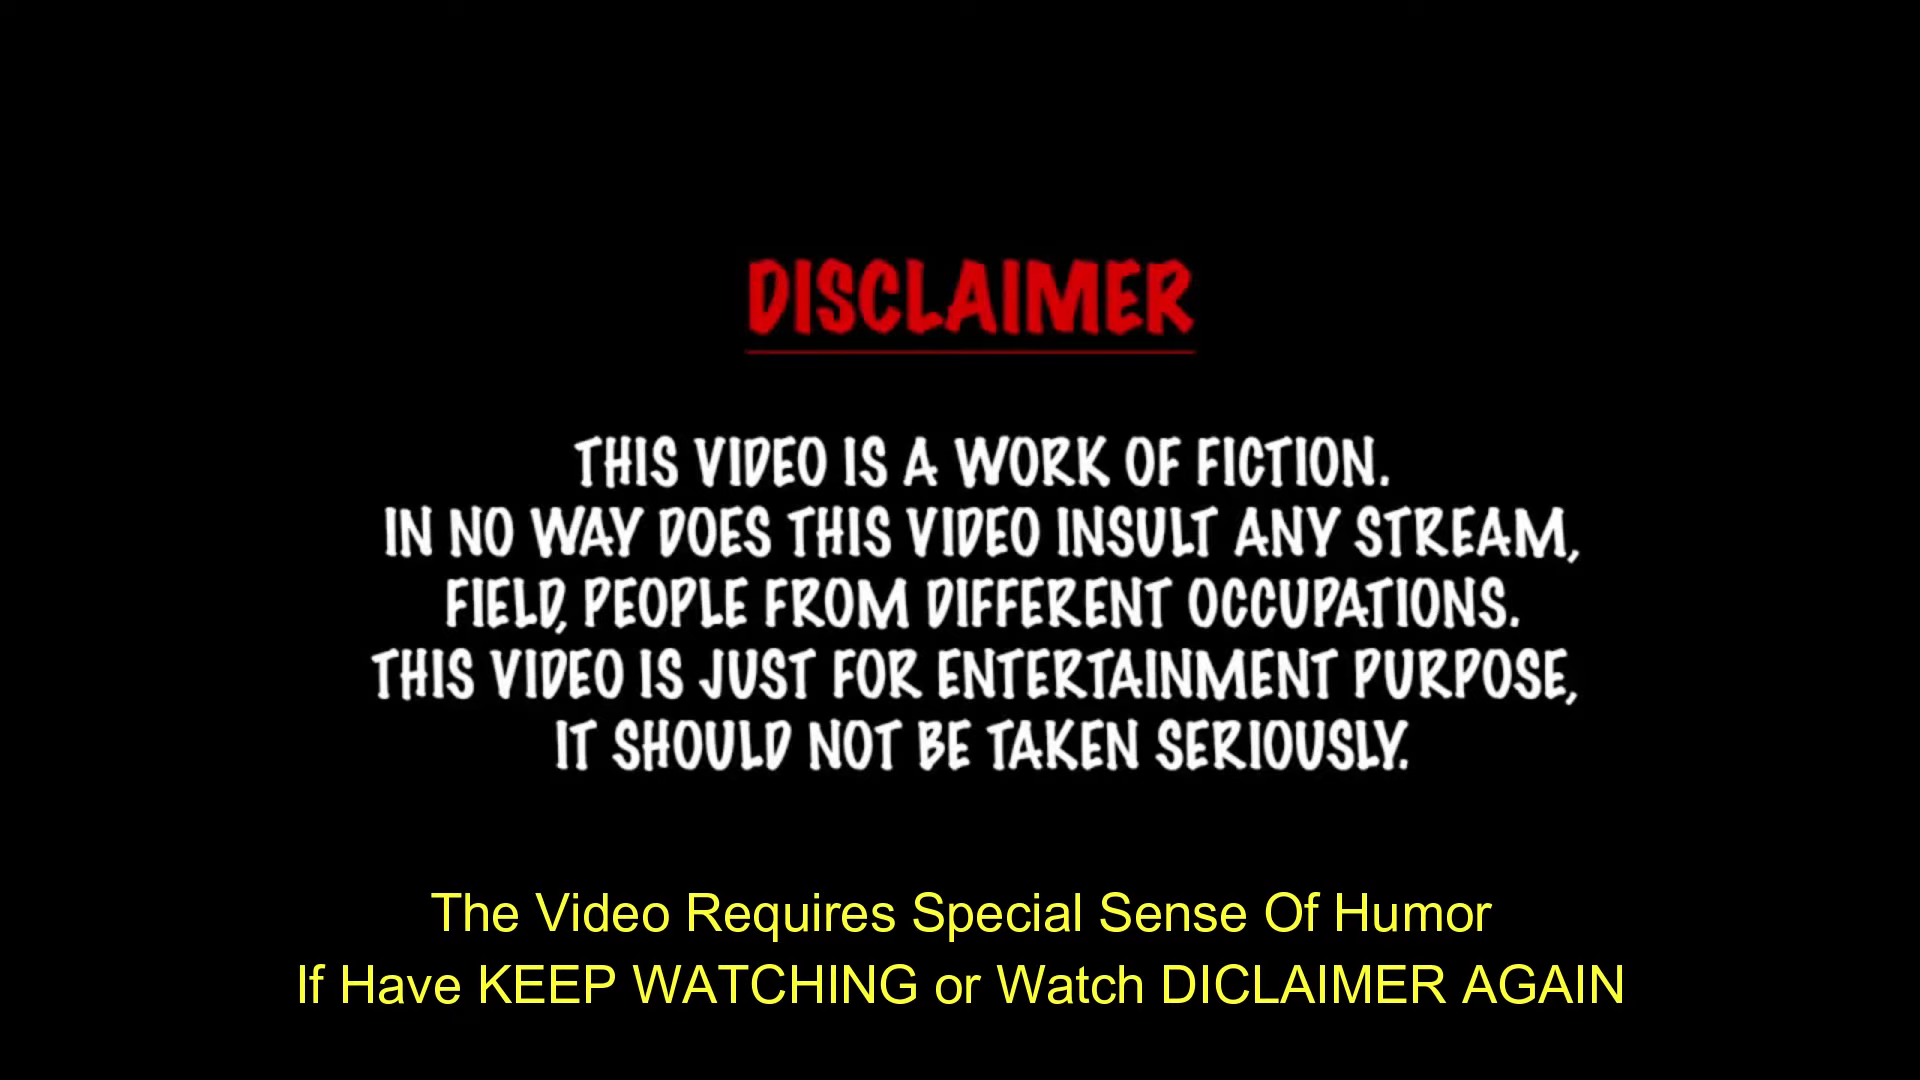 DISCLAIMER
THIS VIDEO IS A WORK OF FICTION.
IN NO WAY DOES THIS VIDEO INSULT ANY STREAM,
FIELD, PEOPLE FROM DIFFERENT OCCUPATIONS.
THIS VIDEO IS JUST FOR ENTERTAINMENT PURPOSE,
IT SHOULD NOT BE TAKEN SERIOUSLY.
The Video Requires Special Sense Of Humor
If Have KEEP WATCHING or Watch DICLAIMER AGAIN